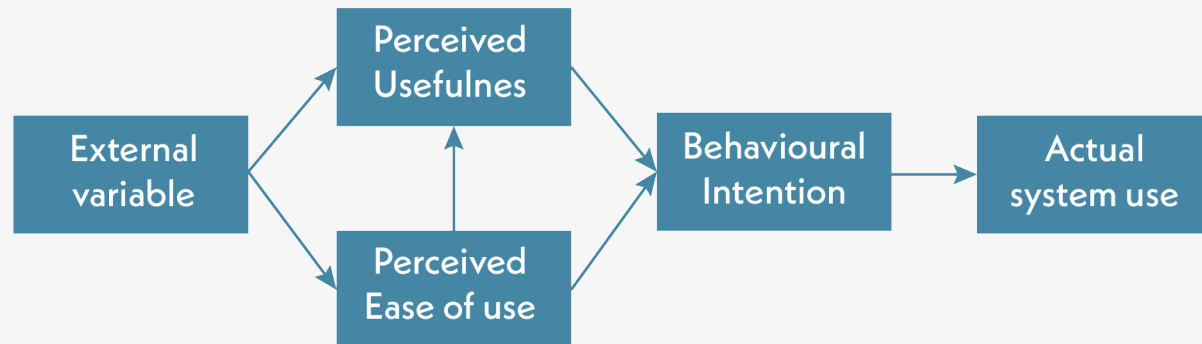 Perceived
Usefulnes
External
variable
Behavioural
Intention
Actual
system use
Perceived
Ease of use